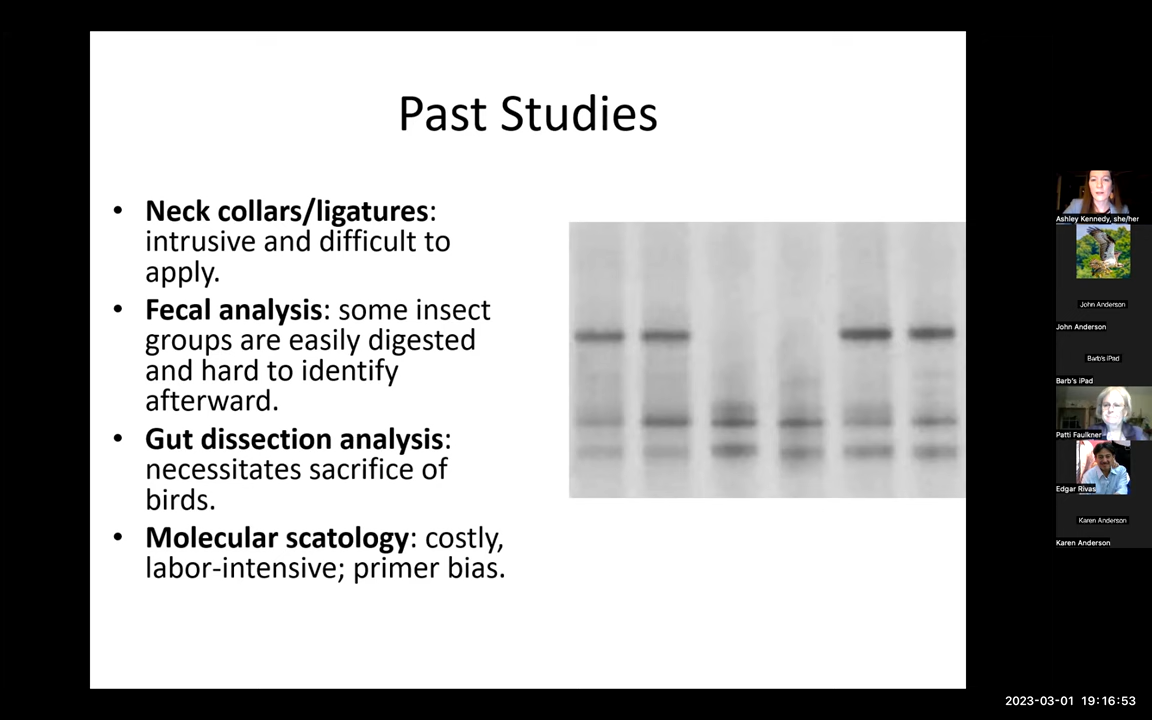 Past Studies
• Neck collars/ligatures:
intrusive and difficult to
apply.
• Fecal analysis: some insect
groups are easily digested
and hard to identify
afterward.
• Gut dissection analysis:
necessitates sacrifice of
birds.
• Molecular scatology: costly,
labor-intensive; primer bias.
Ashley Kennedy, she/her
John Anderson
John Anderson
Barb's iPad
Barb's iPad
Patti Faulkner
Edgar Rivas
Karen Anderson
Karen Anderson
2023-03-01 19:16:53